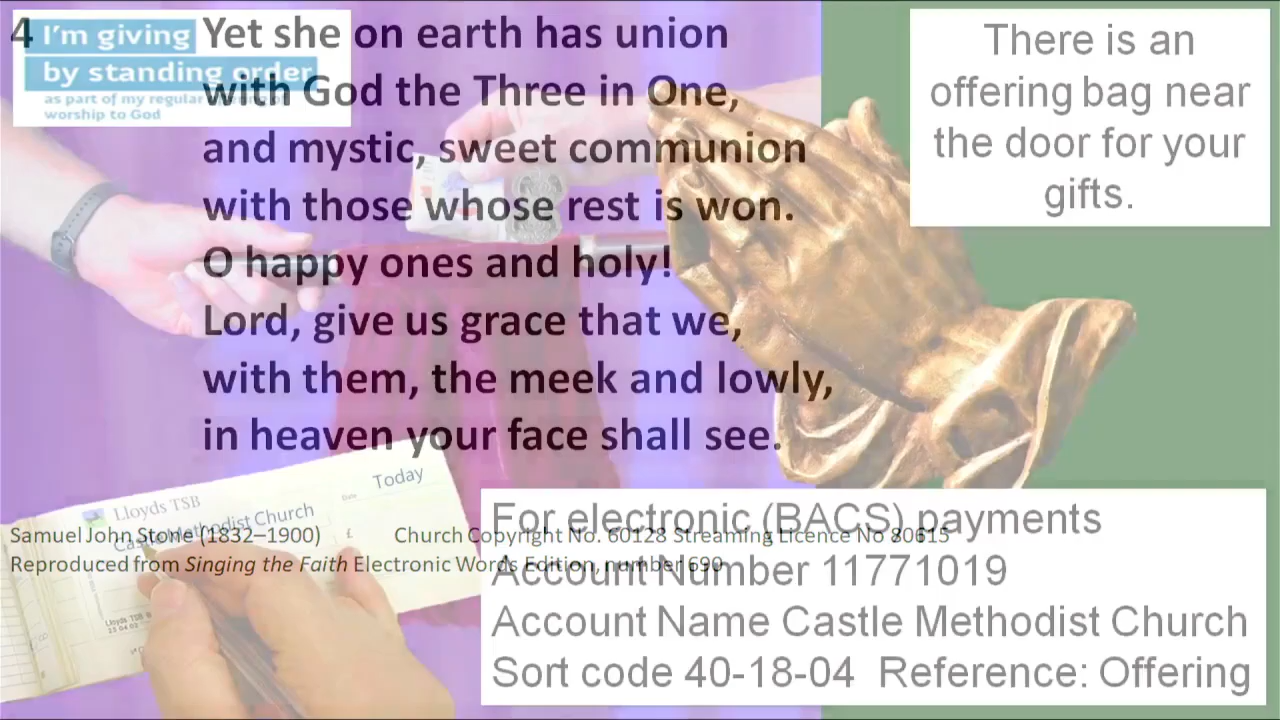 4
I'm giving
by standing order
as part of my regular
worship to God
Yet she on earth has union
with God the Three in One,
and mystic, sweet communion
with those whose rest is won.
O happy ones and holy!
Lord, give us grace that we,
with them, the meek and lowly,
in heaven your face shall see.
There is an
offering bag near
the door for your
gifts.
Lloyds TSB
Date
Today
Castle Methodist Church
£
Samuel John Stone (1832–1900) Church Copyright No. 60128 Streaming Licence No 80615
Reproduced from Singing the Faith Electronic Words Edition, number 690
For electronic (BACS) payments
Account Number 11771019
Account Name Castle Methodist Church
Sort code 40-18-04 Reference: Offering
Lloyds TSB